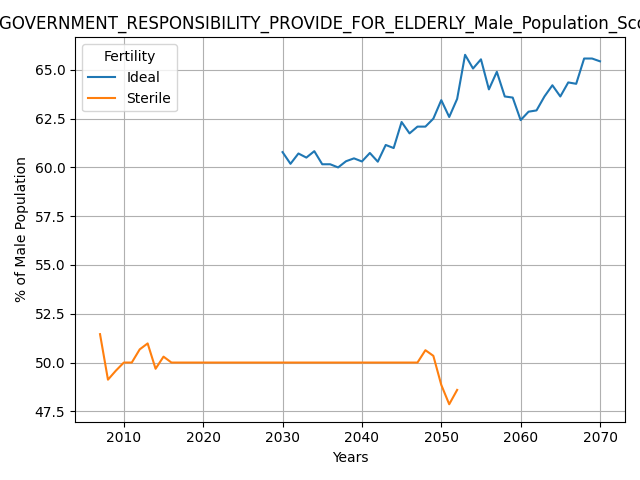 GOVERNMENT_RESPONSIBILITY_PROVIDE_FOR_ELDERLY_Male_Population_Sco
Fertility
Ideal
Sterile
65.0
62.5
60.0
57.5
55.0
52.5
50.0
47.5
% of Male Population
2010 2020 2030 2040 2050 2060 2070
Years